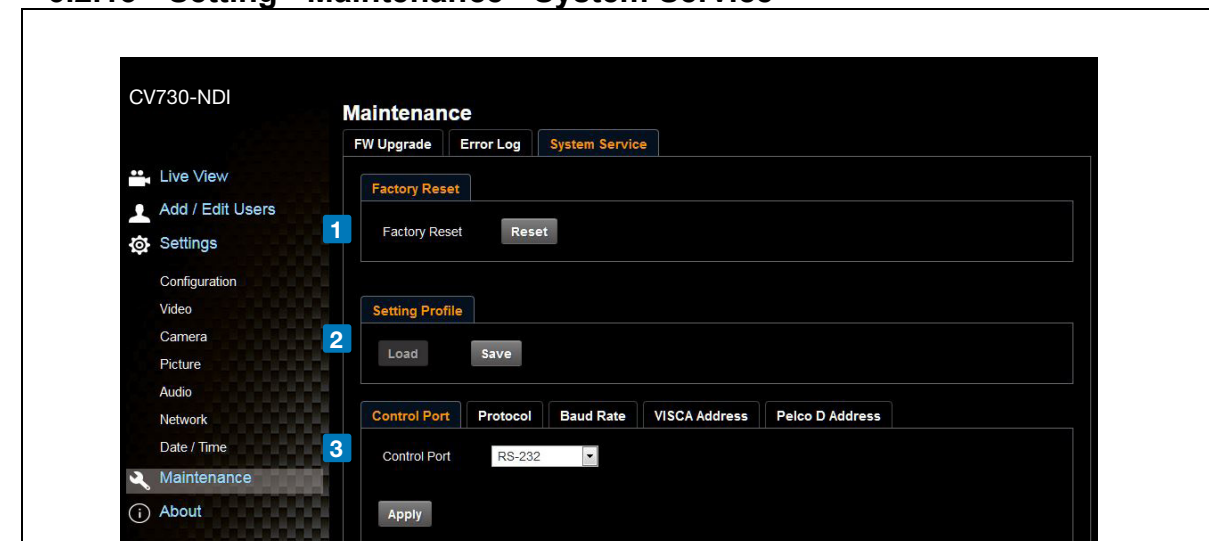 CV730-NDI
Maintenance
FW Upgrade Error Log System Service
Live View
Add / Edit Users
Settings
Configuration
Video
Camera
Picture
Audio
Network
Date / Time
Maintenance
About
Factory Reset
1 Factory Reset Reset
Setting Profile
2 Load Save
Control Port Protocol Baud Rate VISCA Address Pelco D Address
3 Control Port RS-232
Apply